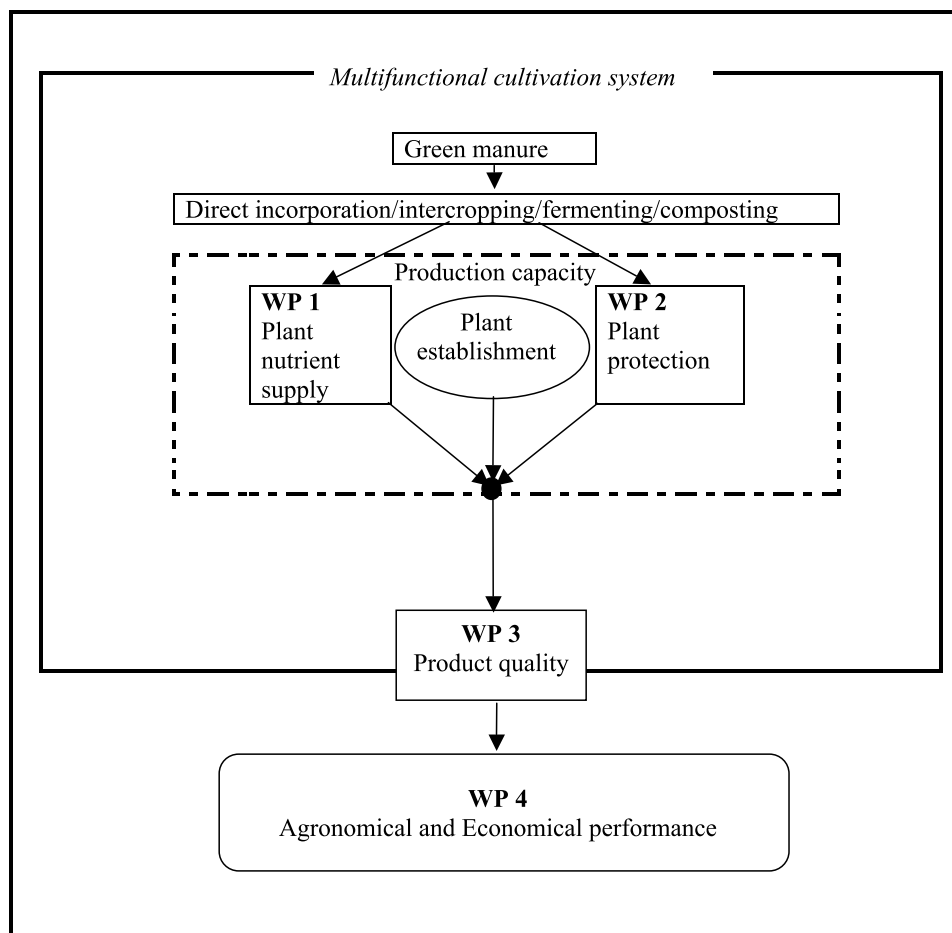 Multifunctional cultivation system
Green manure
Direct incorporation/intercropping/fermenting/composting
Production capacity
WP 1
Plant
nutrient
supply
Plant
establishment
WP 2
Plant
protection
WP 3
Product quality
WP 4
Agronomical and Economical performance